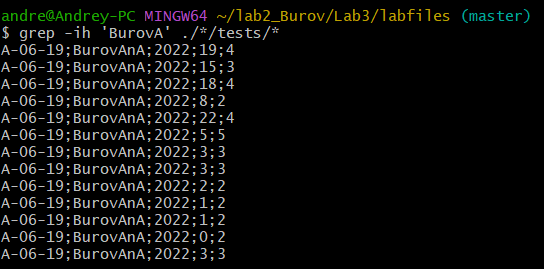 andre@Andrey-PC MINGW64 ~/lab2_Burov/Lab3/labfiles (master)
$ grep -ih 'BurovA' ./*/tests/*
A-06-19;BurovAnA;2022;19;4
A-06-19;BurovAnA;2022;15;3
A-06-19;BurovAnA;2022;18;4
A-06-19;BurovAnA;2022;8;2
A-06-19;BurovAnA;2022;22;4
A-06-19;BurovAnA;2022;5;5
A-06-19;BurovAnA;2022;3;3
A-06-19;BurovAnA;2022;3;3
A-06-19;BurovAnA;2022;2;2
A-06-19;BurovAnA;2022;1;2
A-06-19;BurovAnA;2022;1;2
A-06-19;BurovAnA;2022;0;2
A-06-19;BurovAnA;2022;3;3